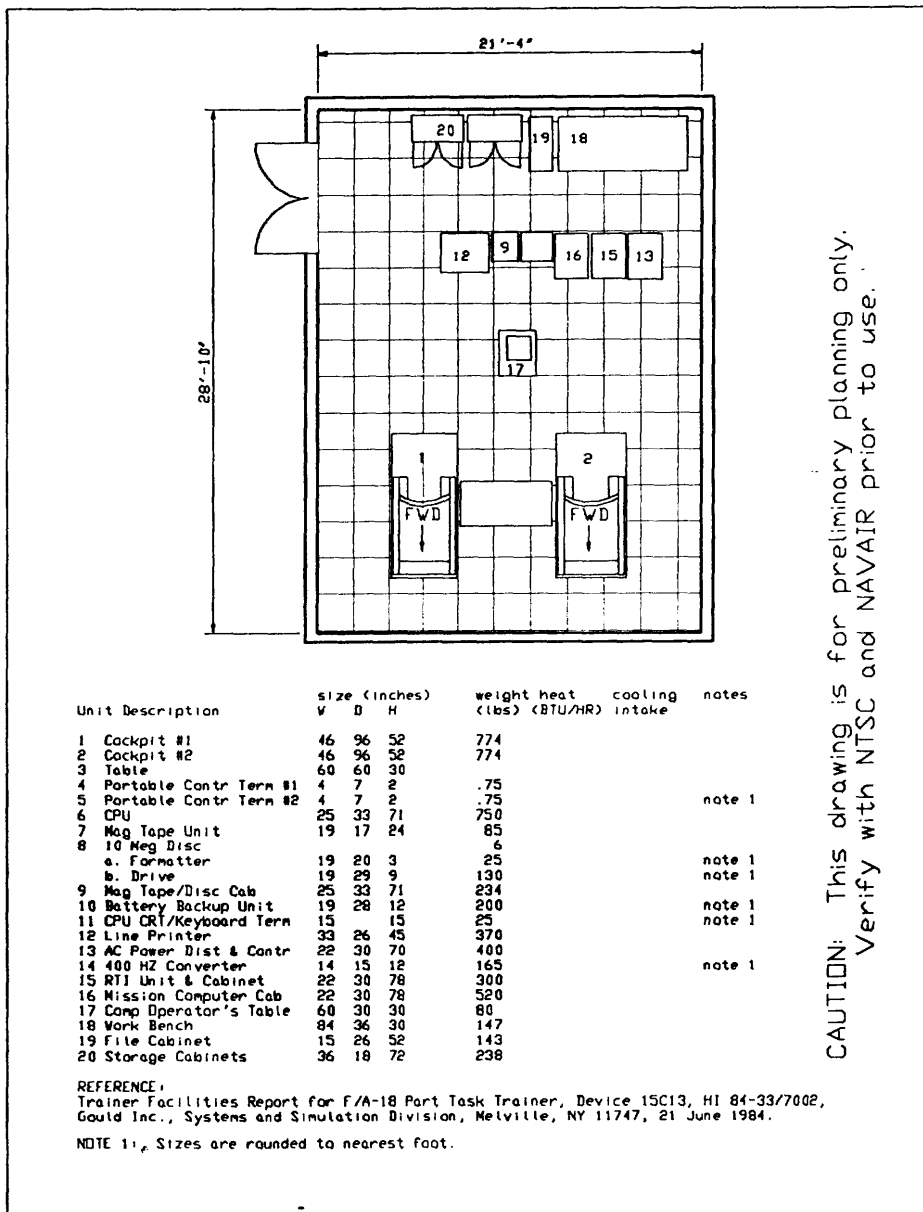 21'-4"
28'-10"
20
19
18
12
9
16
15
13
17
1
2
FWD
FWD
CAUTION: This drawing is for preliminary planning only.
Verify with NTSC and NAVAIR prior to use.
size (inches) weight heat cooling notes
Unit Description W D H (lbs) (BTU/HR) intake
1 Cockpit #1 46 96 52 774
2 Cockpit #2 46 96 52 774
3 Table 60 60 30
4 Portable Contr Term #1 4 7 2 .75
5 Portable Contr Term #2 4 7 2 .75 note 1
6 CPU 25 33 71 750
7 Mag Tape Unit 19 17 24 85
8 10 Meg Disc 6
a. Formatter 19 20 3 25 note 1
b. Drive 19 29 9 130 note 1
9 Mag Tape/Disc Cab 25 33 71 234
10 Battery Backup Unit 19 28 12 200 note 1
11 CPU CRT/Keyboard Term 15 15 25 note 1
12 Line Printer 33 26 45 370
13 AC Power Dist & Contr 22 30 70 400
14 400 HZ Converter 14 15 12 165 note 1
15 RTI Unit & Cabinet 22 30 78 300
16 Mission Computer Cab 22 30 78 520
17 Comp Operator's Table 60 30 30 80
18 Work Bench 84 36 30 147
19 File Cabinet 15 26 52 143
20 Storage Cabinets 36 18 72 238
REFERENCE:
Trainer Facilities Report for F/A-18 Part Task Trainer, Device 15C13, HI 84-33/7002,
Gould Inc., Systems and Simulation Division, Melville, NY 11747, 21 June 1984.
NOTE 1: Sizes are rounded to nearest foot.